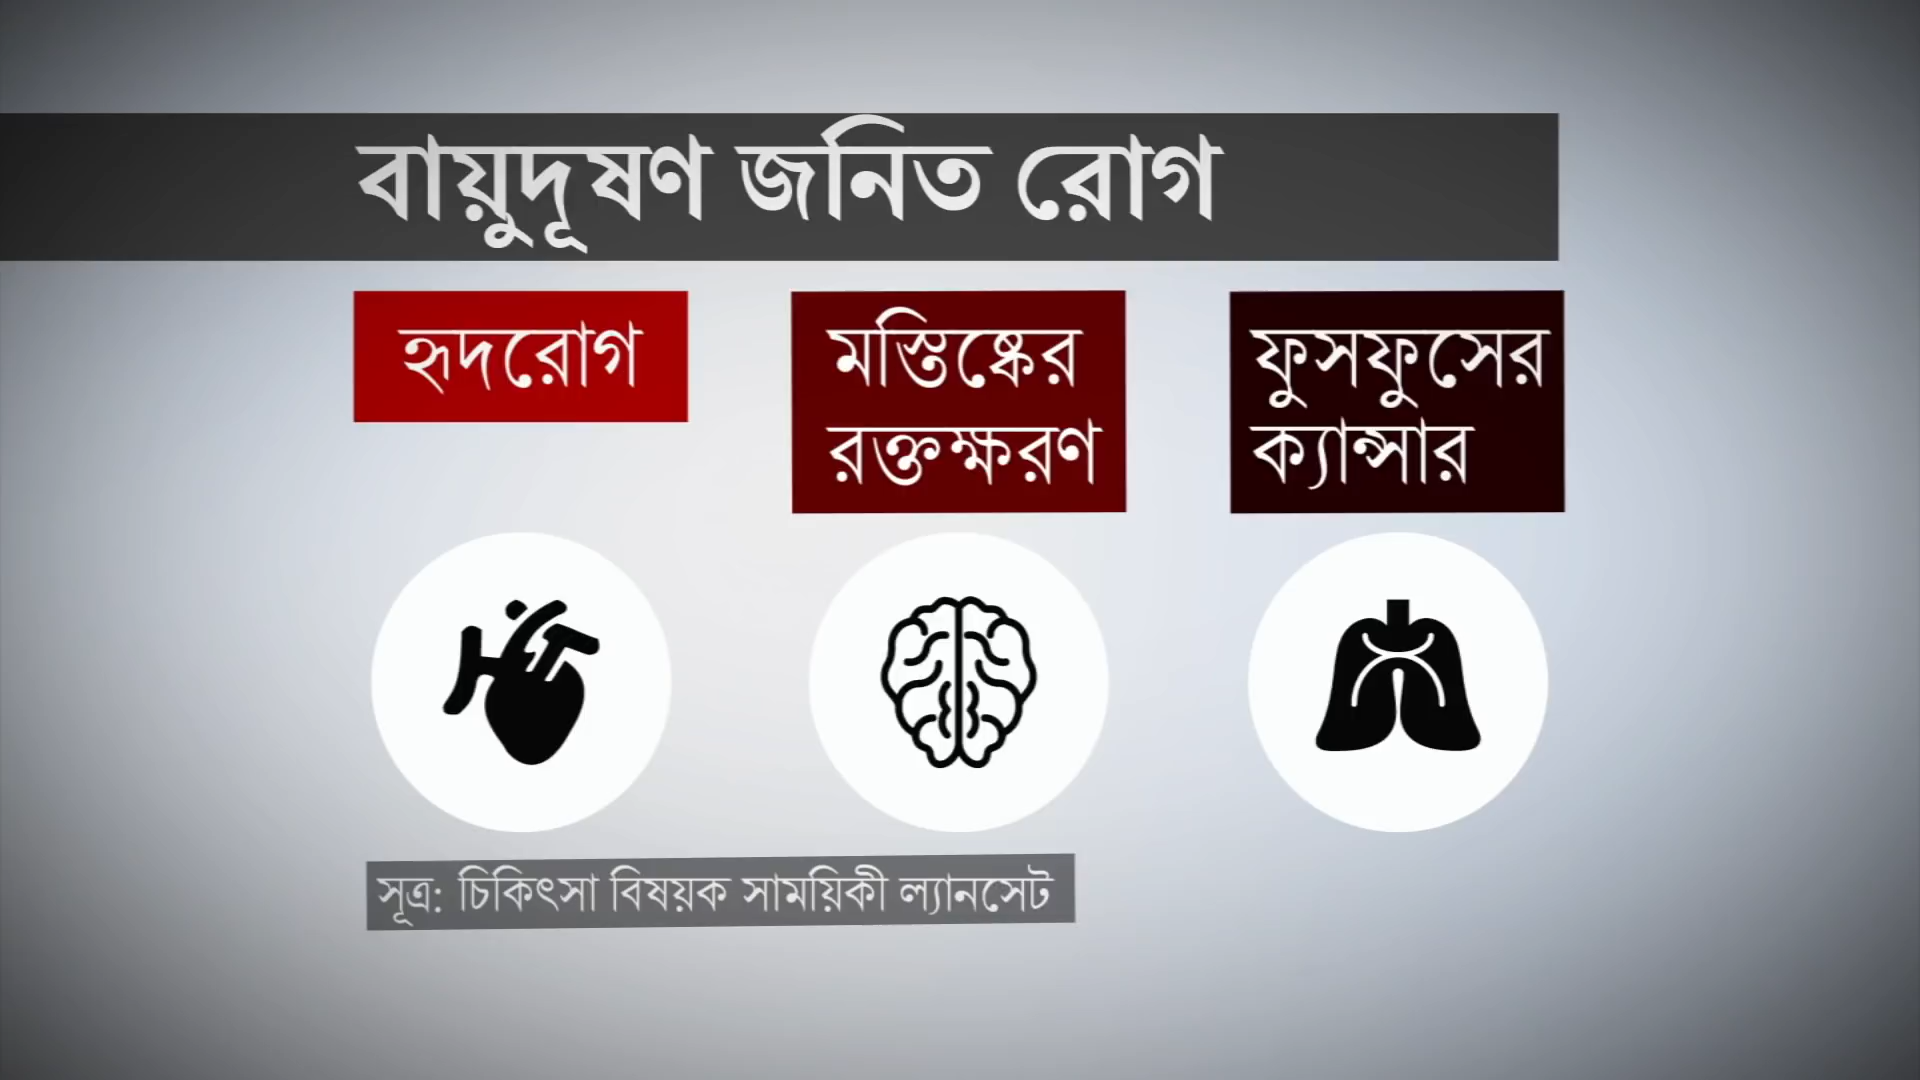 বায়ুদূষণ জনিত রোগ
হৃদরোগ
মস্তিষ্কের
রক্তক্ষরণ
ফুসফুসের
ক্যান্সার
সূত্র: চিকিৎসা বিষয়ক সাময়িকী ল্যানসেট